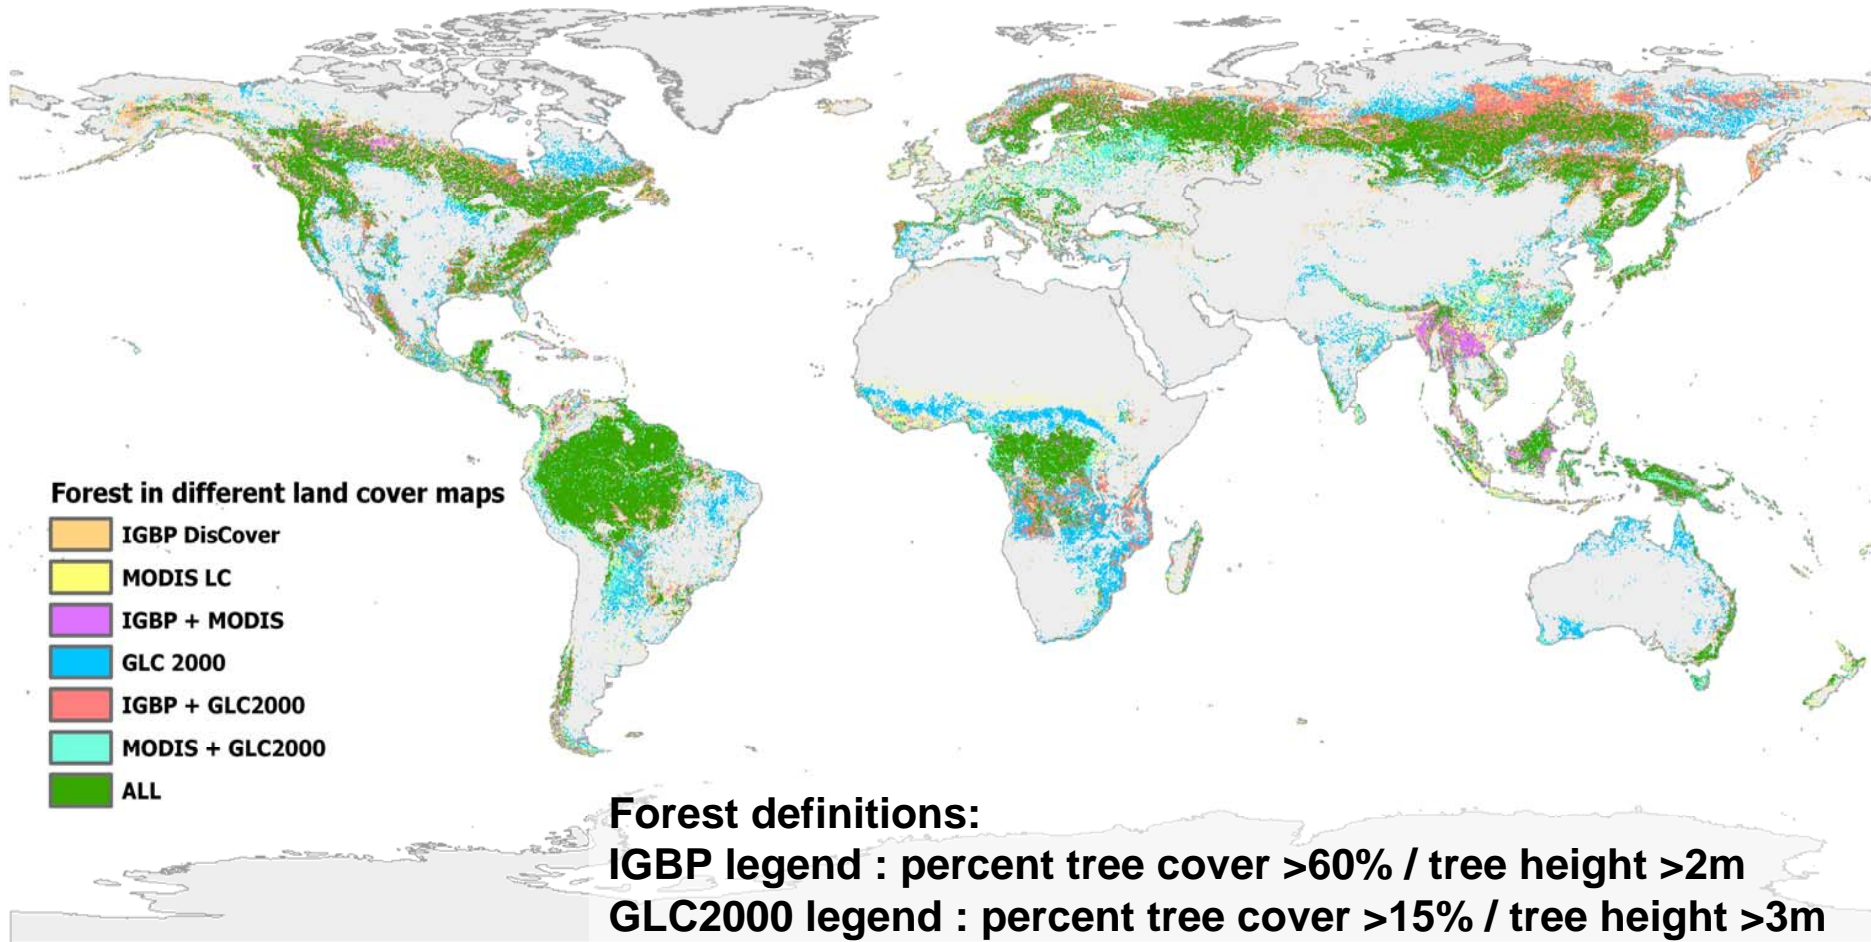 Forest in different land cover maps
IGBP DisCover
MODIS LC
IGBP + MODIS
GLC 2000
IGBP + GLC2000
MODIS + GLC2000
ALL
Forest definitions:
IGBP legend : percent tree cover >60% / tree height >2m
GLC2000 legend : percent tree cover >15% / tree height >3m